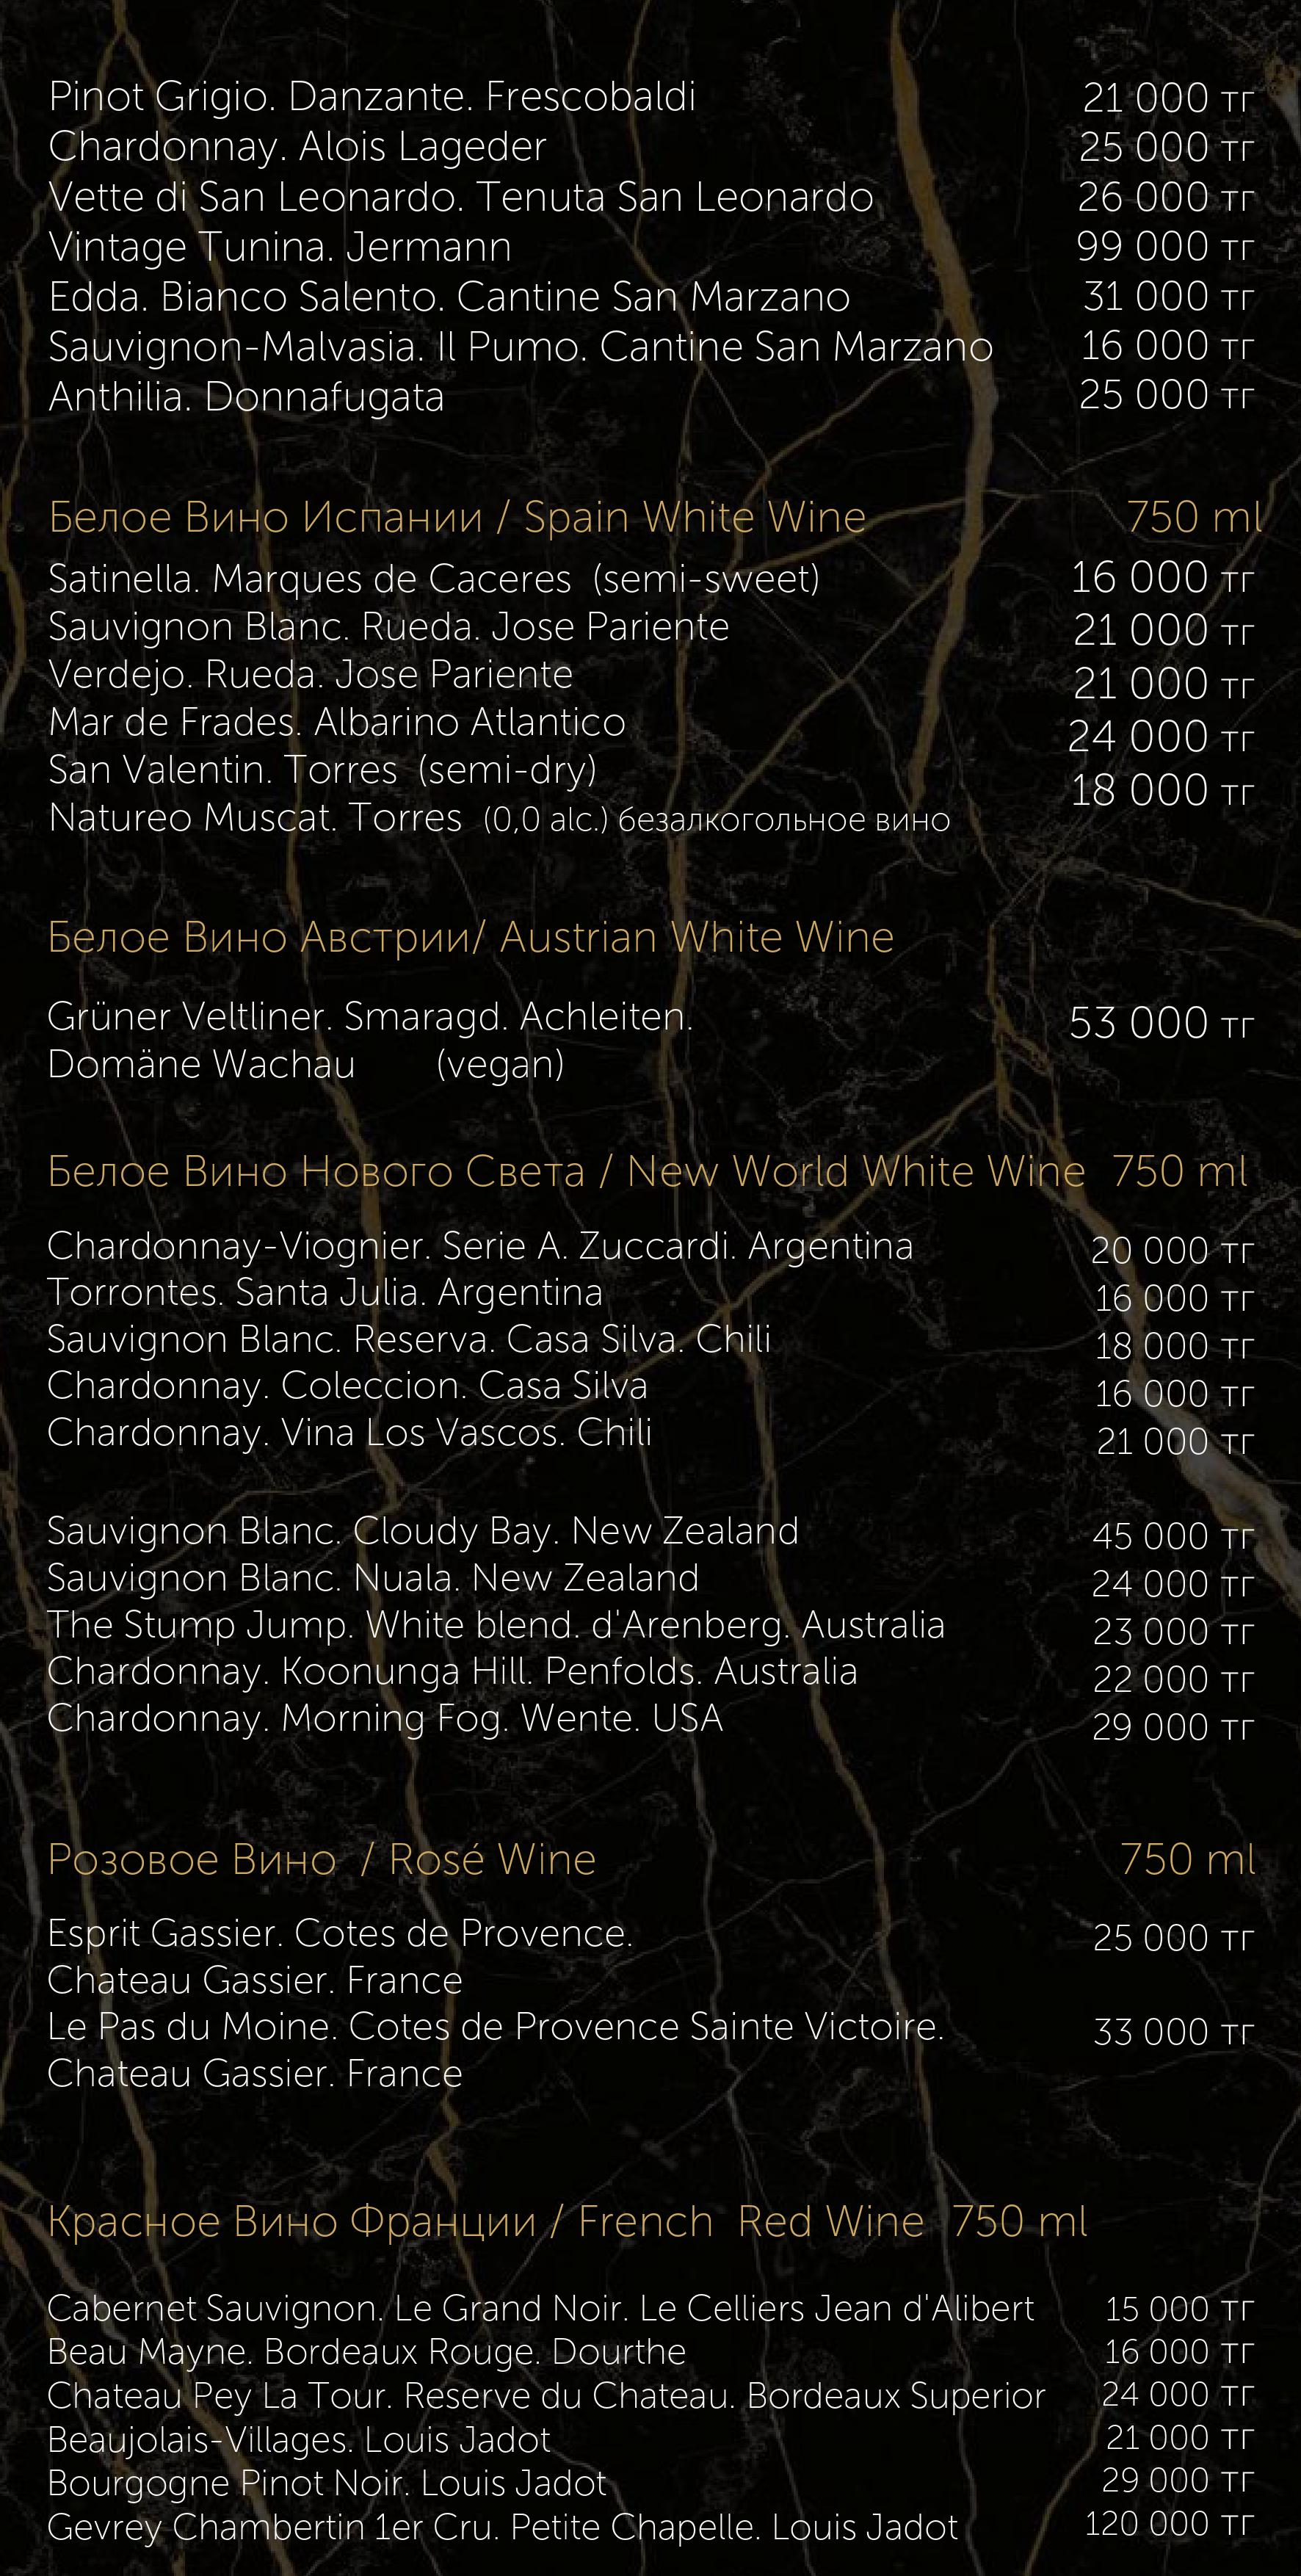 Pinot Grigio. Danzante. Frescobaldi 21 000 тг
Chardonnay. Alois Lageder 25 000 тг
Vette di San Leonardo. Tenuta San Leonardo 26 000 тг
Vintage Tunina. Jermann 99 000 тг
Edda. Bianco Salento. Cantine San Marzano 31 000 тг
Sauvignon-Malvasia. Il Pumo. Cantine San Marzano 16 000 тг
Anthilia. Donnafugata 25 000 тг
Белое Вино Испании / Spain White Wine 750 ml
Satinella. Marques de Caceres (semi-sweet) 16 000 тг
Sauvignon Blanc. Rueda. Jose Pariente 21 000 тг
Verdejo. Rueda. Jose Pariente 21 000 тг
Mar de Frades. Albarino Atlantico 24 000 тг
San Valentin. Torres (semi-dry) 18 000 тг
Natureo Muscat. Torres (0,0 alc.) безалкогольное вино
Белое Вино Австрии/ Austrian White Wine
Grüner Veltliner. Smaragd. Achleiten. 53 000 тг
Domäne Wachau (vegan)
Белое Вино Нового Света / New World White Wine 750 ml
Chardonnay-Viognier. Serie A. Zuccardi. Argentina 20 000 тг
Torrontes. Santa Julia. Argentina 16 000 тг
Sauvignon Blanc. Reserva. Casa Silva. Chili 18 000 тг
Chardonnay. Coleccion. Casa Silva 16 000 тг
Chardonnay. Vina Los Vascos. Chili 21 000 тг
Sauvignon Blanc. Cloudy Bay. New Zealand 45 000 тг
Sauvignon Blanc. Nuala. New Zealand 24 000 тг
The Stump Jump. White blend. d'Arenberg. Australia 23 000 тг
Chardonnay. Koonunga Hill. Penfolds. Australia 22 000 тг
Chardonnay. Morning Fog. Wente. USA 29 000 тг
Розовое Вино / Rosé Wine 750 ml
Esprit Gassier. Cotes de Provence. 25 000 тг
Chateau Gassier. France
Le Pas du Moine. Cotes de Provence Sainte Victoire. 33 000 тг
Chateau Gassier. France
Красное Вино Франции / French Red Wine 750 ml
Cabernet Sauvignon. Le Grand Noir. Le Celliers Jean d'Alibert 15 000 тг
Beau Mayne. Bordeaux Rouge. Dourthe 16 000 тг
Chateau Pey La Tour. Reserve du Chateau. Bordeaux Superior 24 000 тг
Beaujolais-Villages. Louis Jadot 21 000 тг
Bourgogne Pinot Noir. Louis Jadot 29 000 тг
Gevrey Chambertin 1er Cru. Petite Chapelle. Louis Jadot 120 000 тг